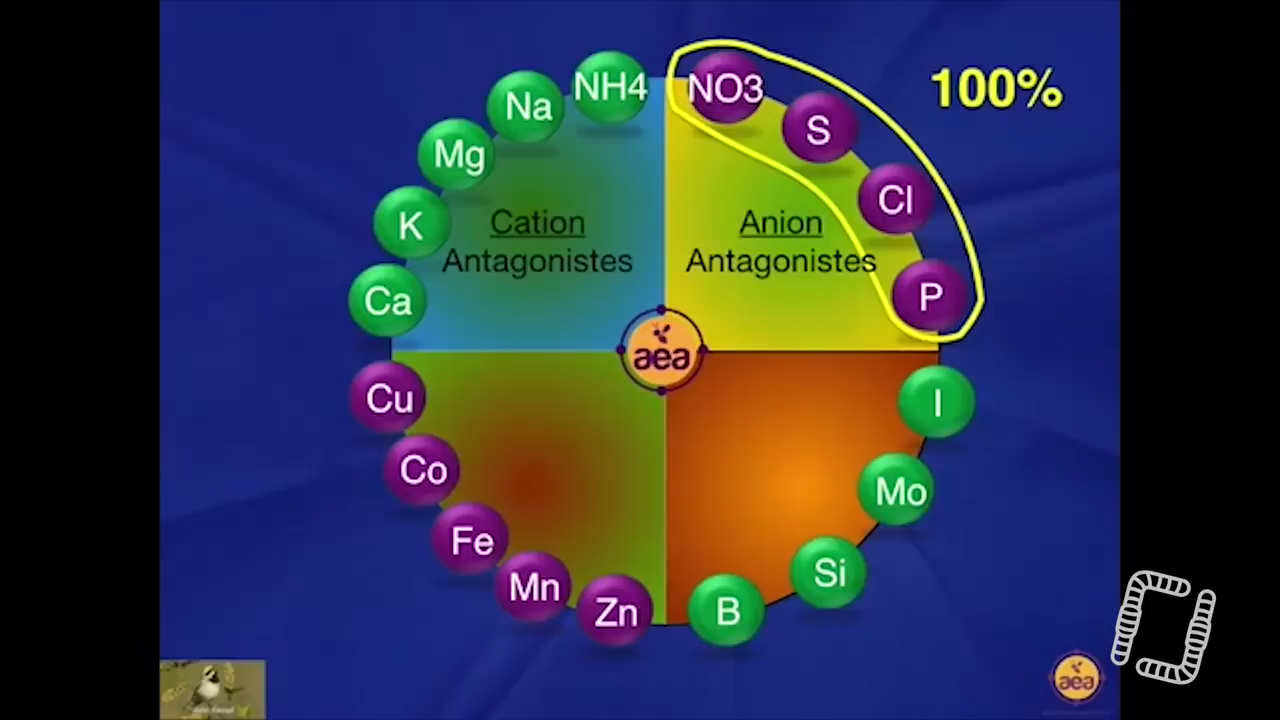 NH4
NO3
100%
Na
S
Mg
Cl
K
Cation
Antagonistes
Anion
Antagonistes
Ca
P
aea
Cu
I
Co
Mo
Fe
Si
Mn
Zn
B
aea